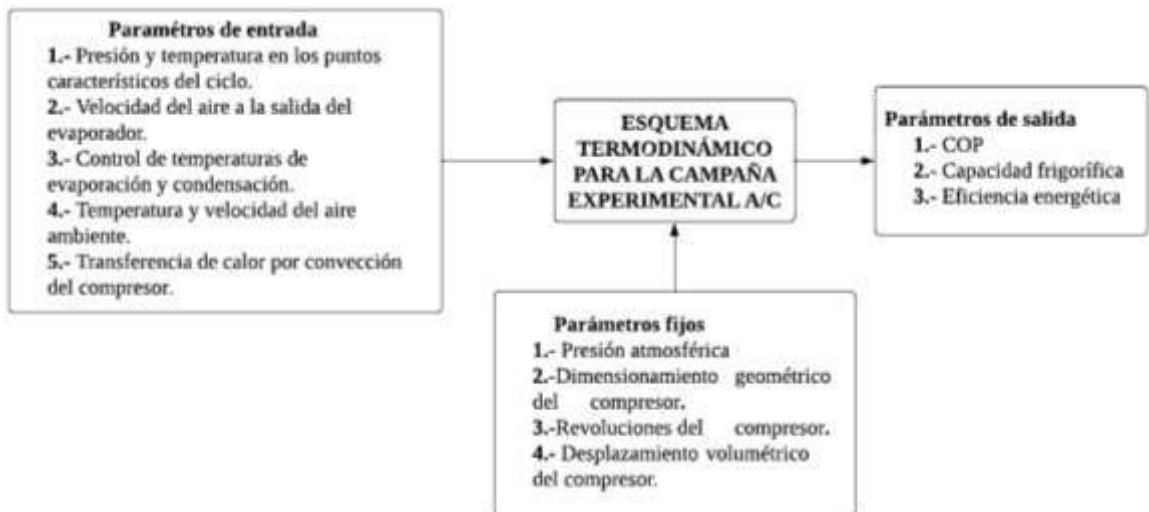 Paramétros de entrada
1.- Presión y temperatura en los puntos
característicos del ciclo.
2.- Velocidad del aire a la salida del
evaporador.
3.- Control de temperaturas de
evaporación y condensación.
4.- Temperatura y velocidad del aire
ambiente.
5.- Transferencia de calor por convección
del compresor.
ESQUEMA
TERMODINÁMICO
PARA LA CAMPAÑA
EXPERIMENTAL A/C
Parámetros de salida
1.- COP
2.- Capacidad frigorífica
3.- Eficiencia energética
Parámetros fijos
1.- Presión atmosférica
2.-Dimensionamiento geométrico
del compresor.
3.-Revoluciones del compresor.
4.- Desplazamiento volumétrico
del compresor.